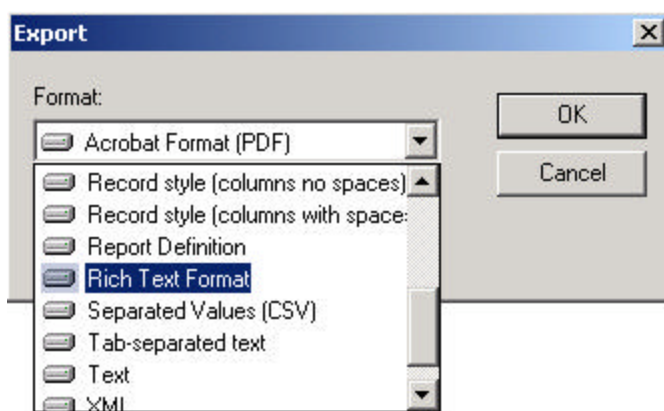 Export
Format:
OK
Acrobat Format (PDF)
Cancel
Record style (columns no spaces)
Record style (columns with space
Report Definition
Rich Text Format
Separated Values (CSV)
Tab-separated text
Text
XML